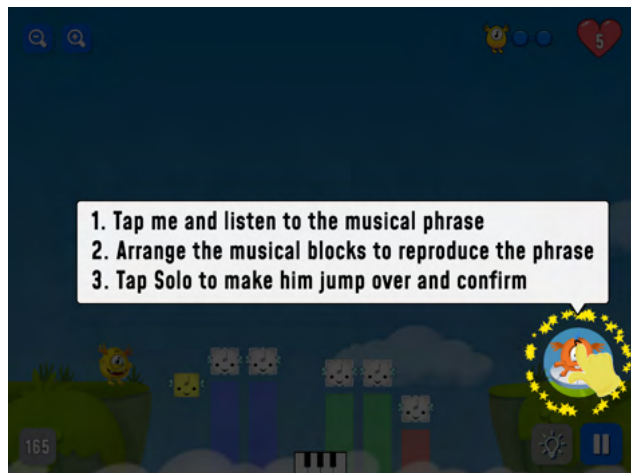 5
1. Tap me and listen to the musical phrase
2. Arrange the musical blocks to reproduce the phrase
3. Tap Solo to make him jump over and confirm
165